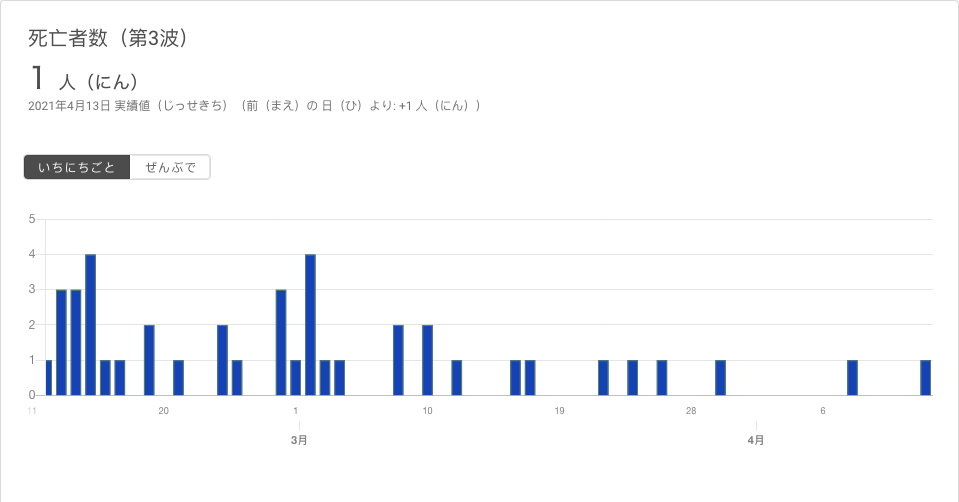 死亡者数（第3波）
1 人（にん）
2021年4月13日 実績値（じっせきち）（前（まえ）の 日（ひ）より: +1 人（にん））
いちにちごと ぜんぶで
5
4
3
2
1
0
11 20 1 10 19 28 6
3月 4月